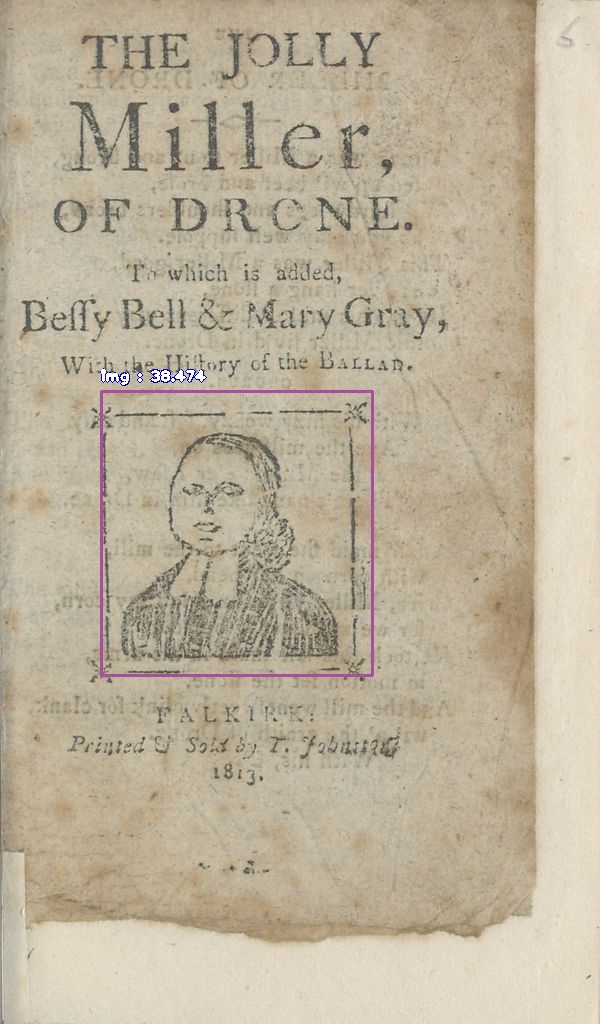 6
THE JOLLY
Miller,
OF DRONE.
To which is added,
Beſſy Bell & Mary Gray,
With the Hiſtory of the BALLAD.
Img : 38.474
FALKIRK:
Printed & Sold by T. Johnston
1813.